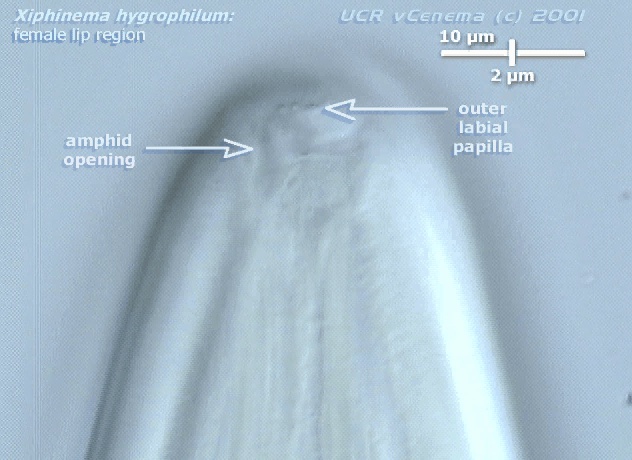 Xiphinema hygrophilum:
female lip region
UCR vCenema (c) 2001
10 µm
2 µm
outer
labial
papilla
amphid
opening